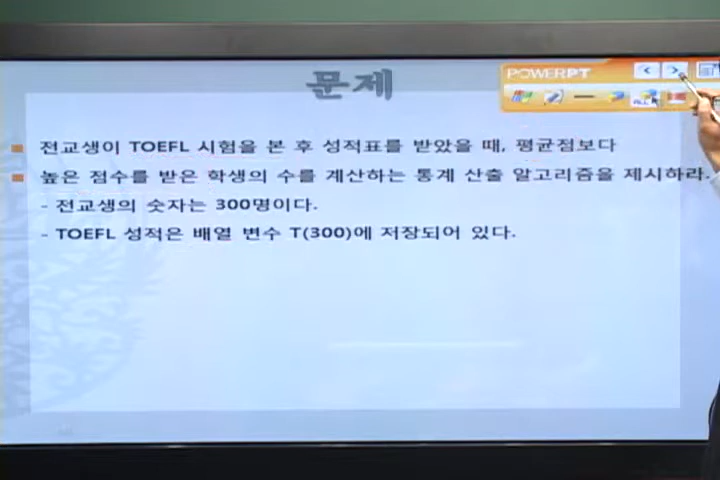 문제
POWERPT
ALL
전교생이 TOEFL 시험을 본 후 성적표를 받았을 때, 평균점보다
높은 점수를 받은 학생의 수를 계산하는 통계 산출 알고리즘을 제시하라.
- 전교생의 숫자는 300명이다.
- TOEFL 성적은 배열 변수 T(300)에 저장되어 있다.